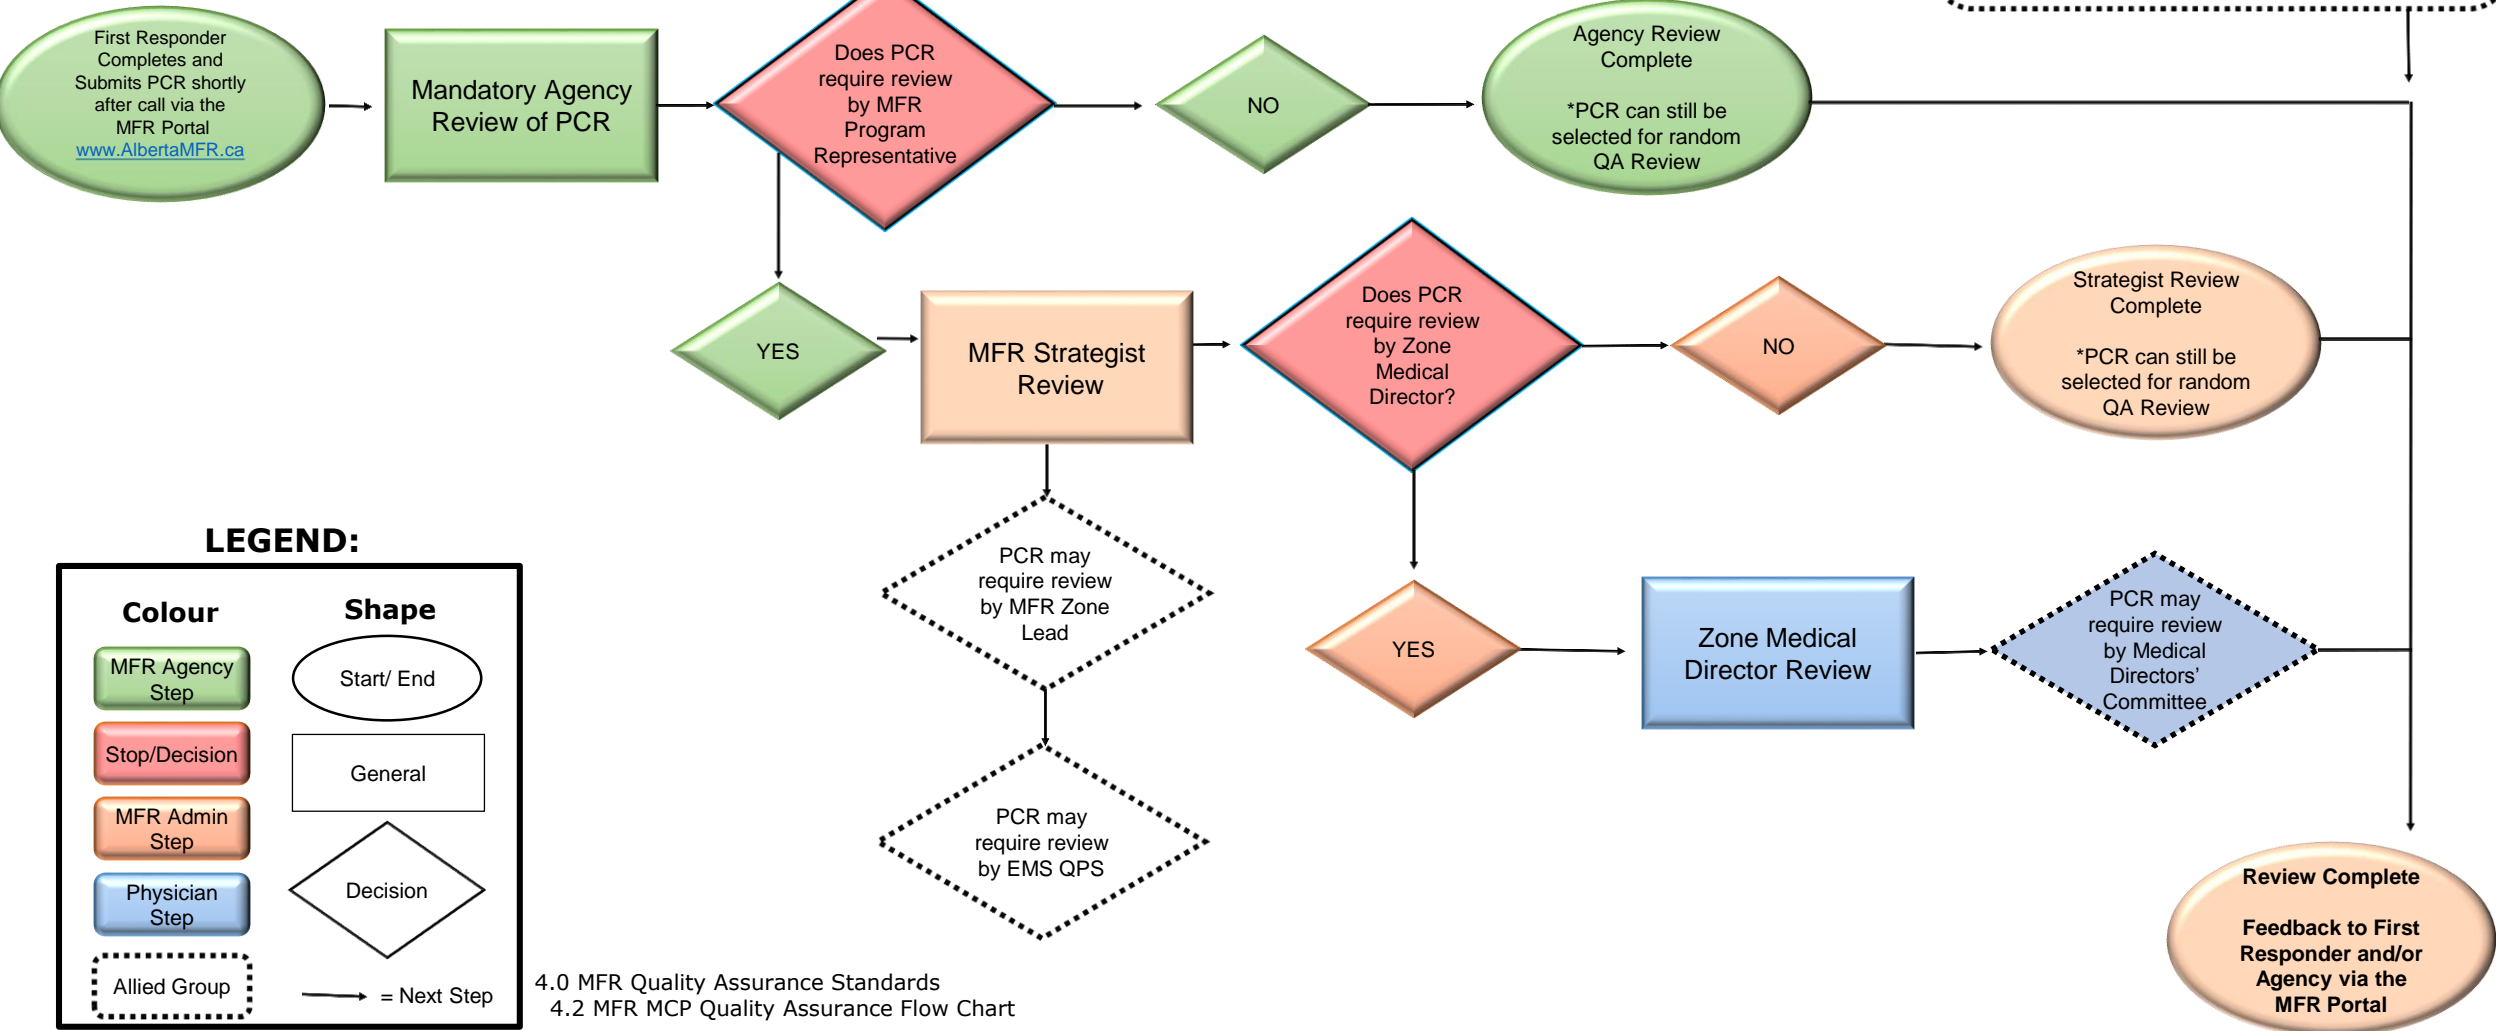 First Responder
Completes and
Submits PCR shortly
after call via the
MFR Portal
www.AlbertaMFR.ca
Mandatory Agency
Review of PCR
Does PCR
require review
by MFR
Program
Representative
NO
Agency Review
Complete
*PCR can still be
selected for random
QA Review
YES
MFR Strategist
Review
Does PCR
require review
by Zone
Medical
Director?
NO
Strategist Review
Complete
*PCR can still be
selected for random
QA Review
PCR may
require review
by MFR Zone
Lead
YES
Zone Medical
Director Review
PCR may
require review
by Medical
Directors’
Committee
PCR may
require review
by EMS QPS
Review Complete
Feedback to First
Responder and/or
Agency via the
MFR Portal
LEGEND:
Colour
Shape
MFR Agency
Step
Start/ End
Stop/Decision
General
MFR Admin
Step
Physician
Step
Decision
Allied Group
= Next Step
4.0 MFR Quality Assurance Standards
4.2 MFR MCP Quality Assurance Flow Chart